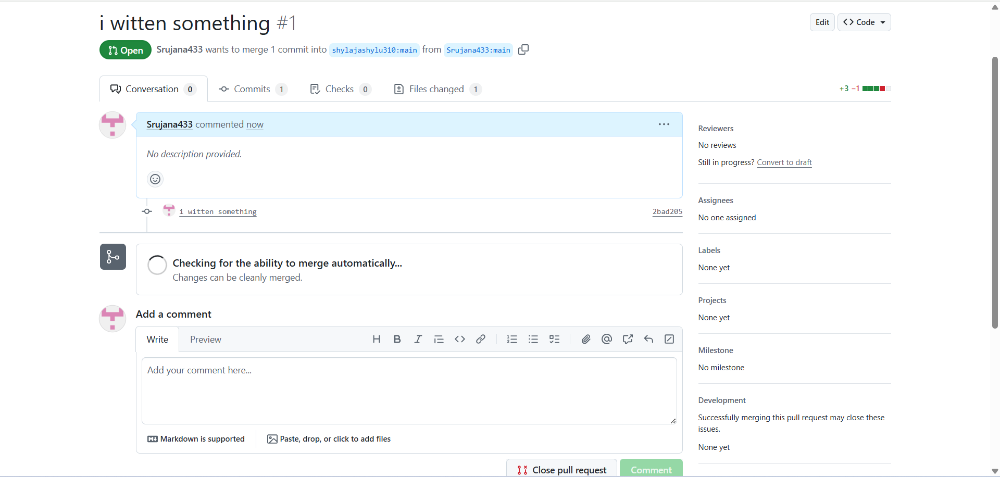 i witten something #1
Edit
Code
Open
Srujana433 wants to merge 1 commit into shylajashylu310:main from Srujana433:main
Conversation 0
Commits 1
Checks 0
Files changed 1
+3 −1
Srujana433 commented now
No description provided.
i witten something
2bad205
Checking for the ability to merge automatically...
Changes can be cleanly merged.
Add a comment
Write
Preview
Add your comment here...
Markdown is supported
Paste, drop, or click to add files
Close pull request
Comment
Reviewers
No reviews
Still in progress? Convert to draft
Assignees
No one assigned
Labels
None yet
Projects
None yet
Milestone
No milestone
Development
Successfully merging this pull request may close these
issues.
None yet